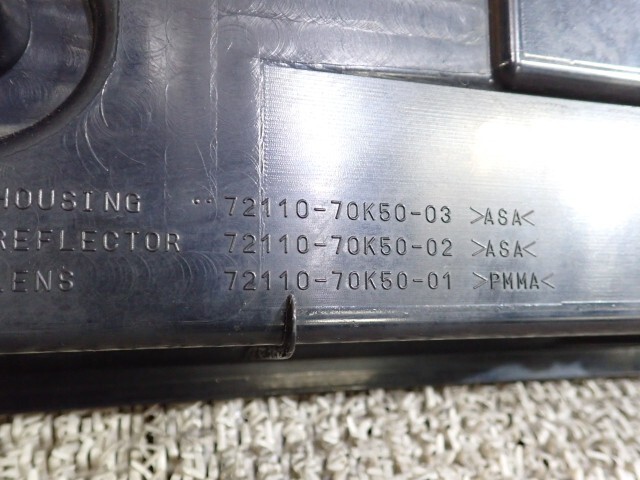 HOUSING ‥ 72110-70K50-03 >ASA<
REFLECTOR 72110-70K50-02 >ASA<
LENS 72110-70K50-01 >PMMA<